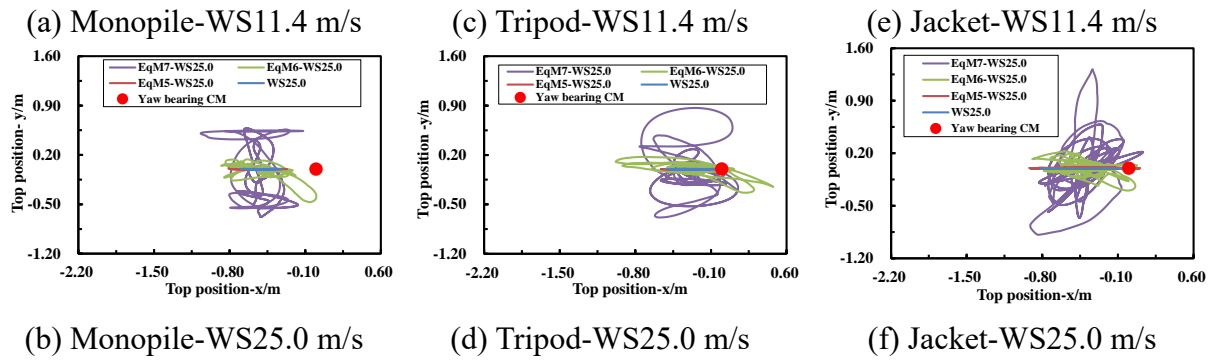 (a) Monopile-WS11.4 m/s
(c) Tripod-WS11.4 m/s
(e) Jacket-WS11.4 m/s
1.60
0.90
0.20
-0.50
-1.20
Top position- y/m
EqM7-WS25.0
EqM6-WS25.0
EqM5-WS25.0
WS25.0
Yaw bearing CM
-2.20
-1.50
-0.80
-0.10
0.60
Top position-x/m
1.60
0.90
0.20
-0.50
-1.20
Top position -y/m
EqM7-WS25.0
EqM6-WS25.0
EqM5-WS25.0
WS25.0
Yaw bearing CM
-2.20
-1.50
-0.80
-0.10
0.60
Top position-x/m
1.60
0.90
0.20
-0.50
-1.20
Top position -y/m
EqM7-WS25.0
EqM6-WS25.0
EqM5-WS25.0
WS25.0
Yaw bearing CM
-2.20
-1.50
-0.80
-0.10
0.60
Top position-x/m
(b) Monopile-WS25.0 m/s
(d) Tripod-WS25.0 m/s
(f) Jacket-WS25.0 m/s